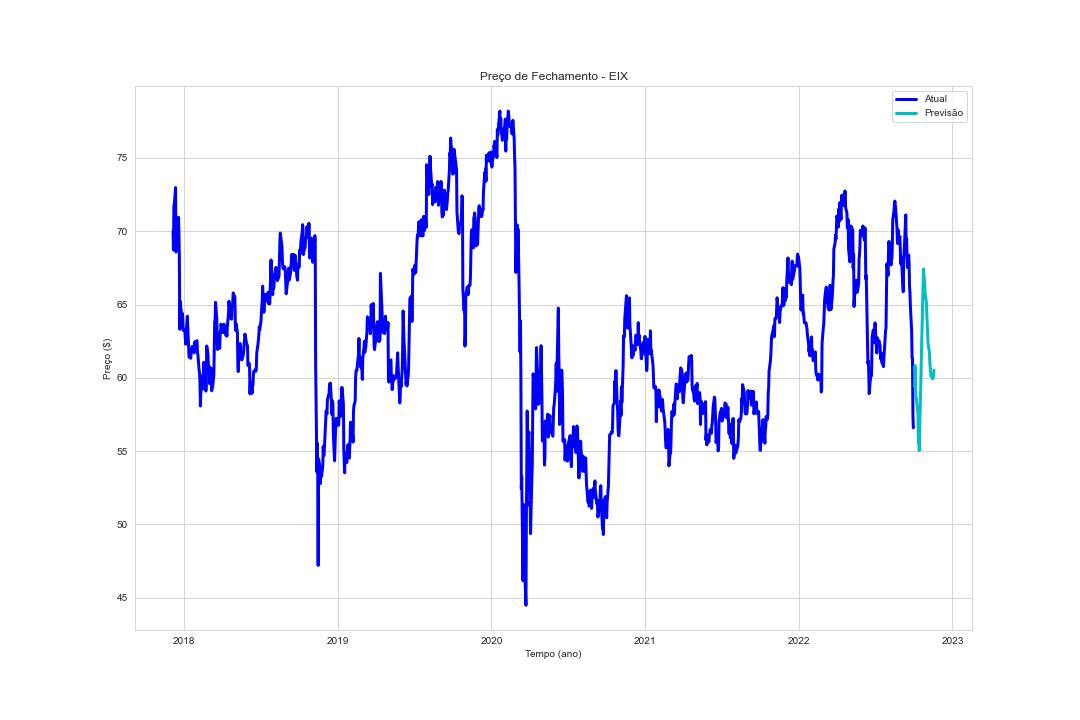 Preço de Fechamento - EIX
Atual
Previsão
Preço ($)
75
70
65
60
55
50
45
2018
2019
2020
2021
2022
2023
Tempo (ano)